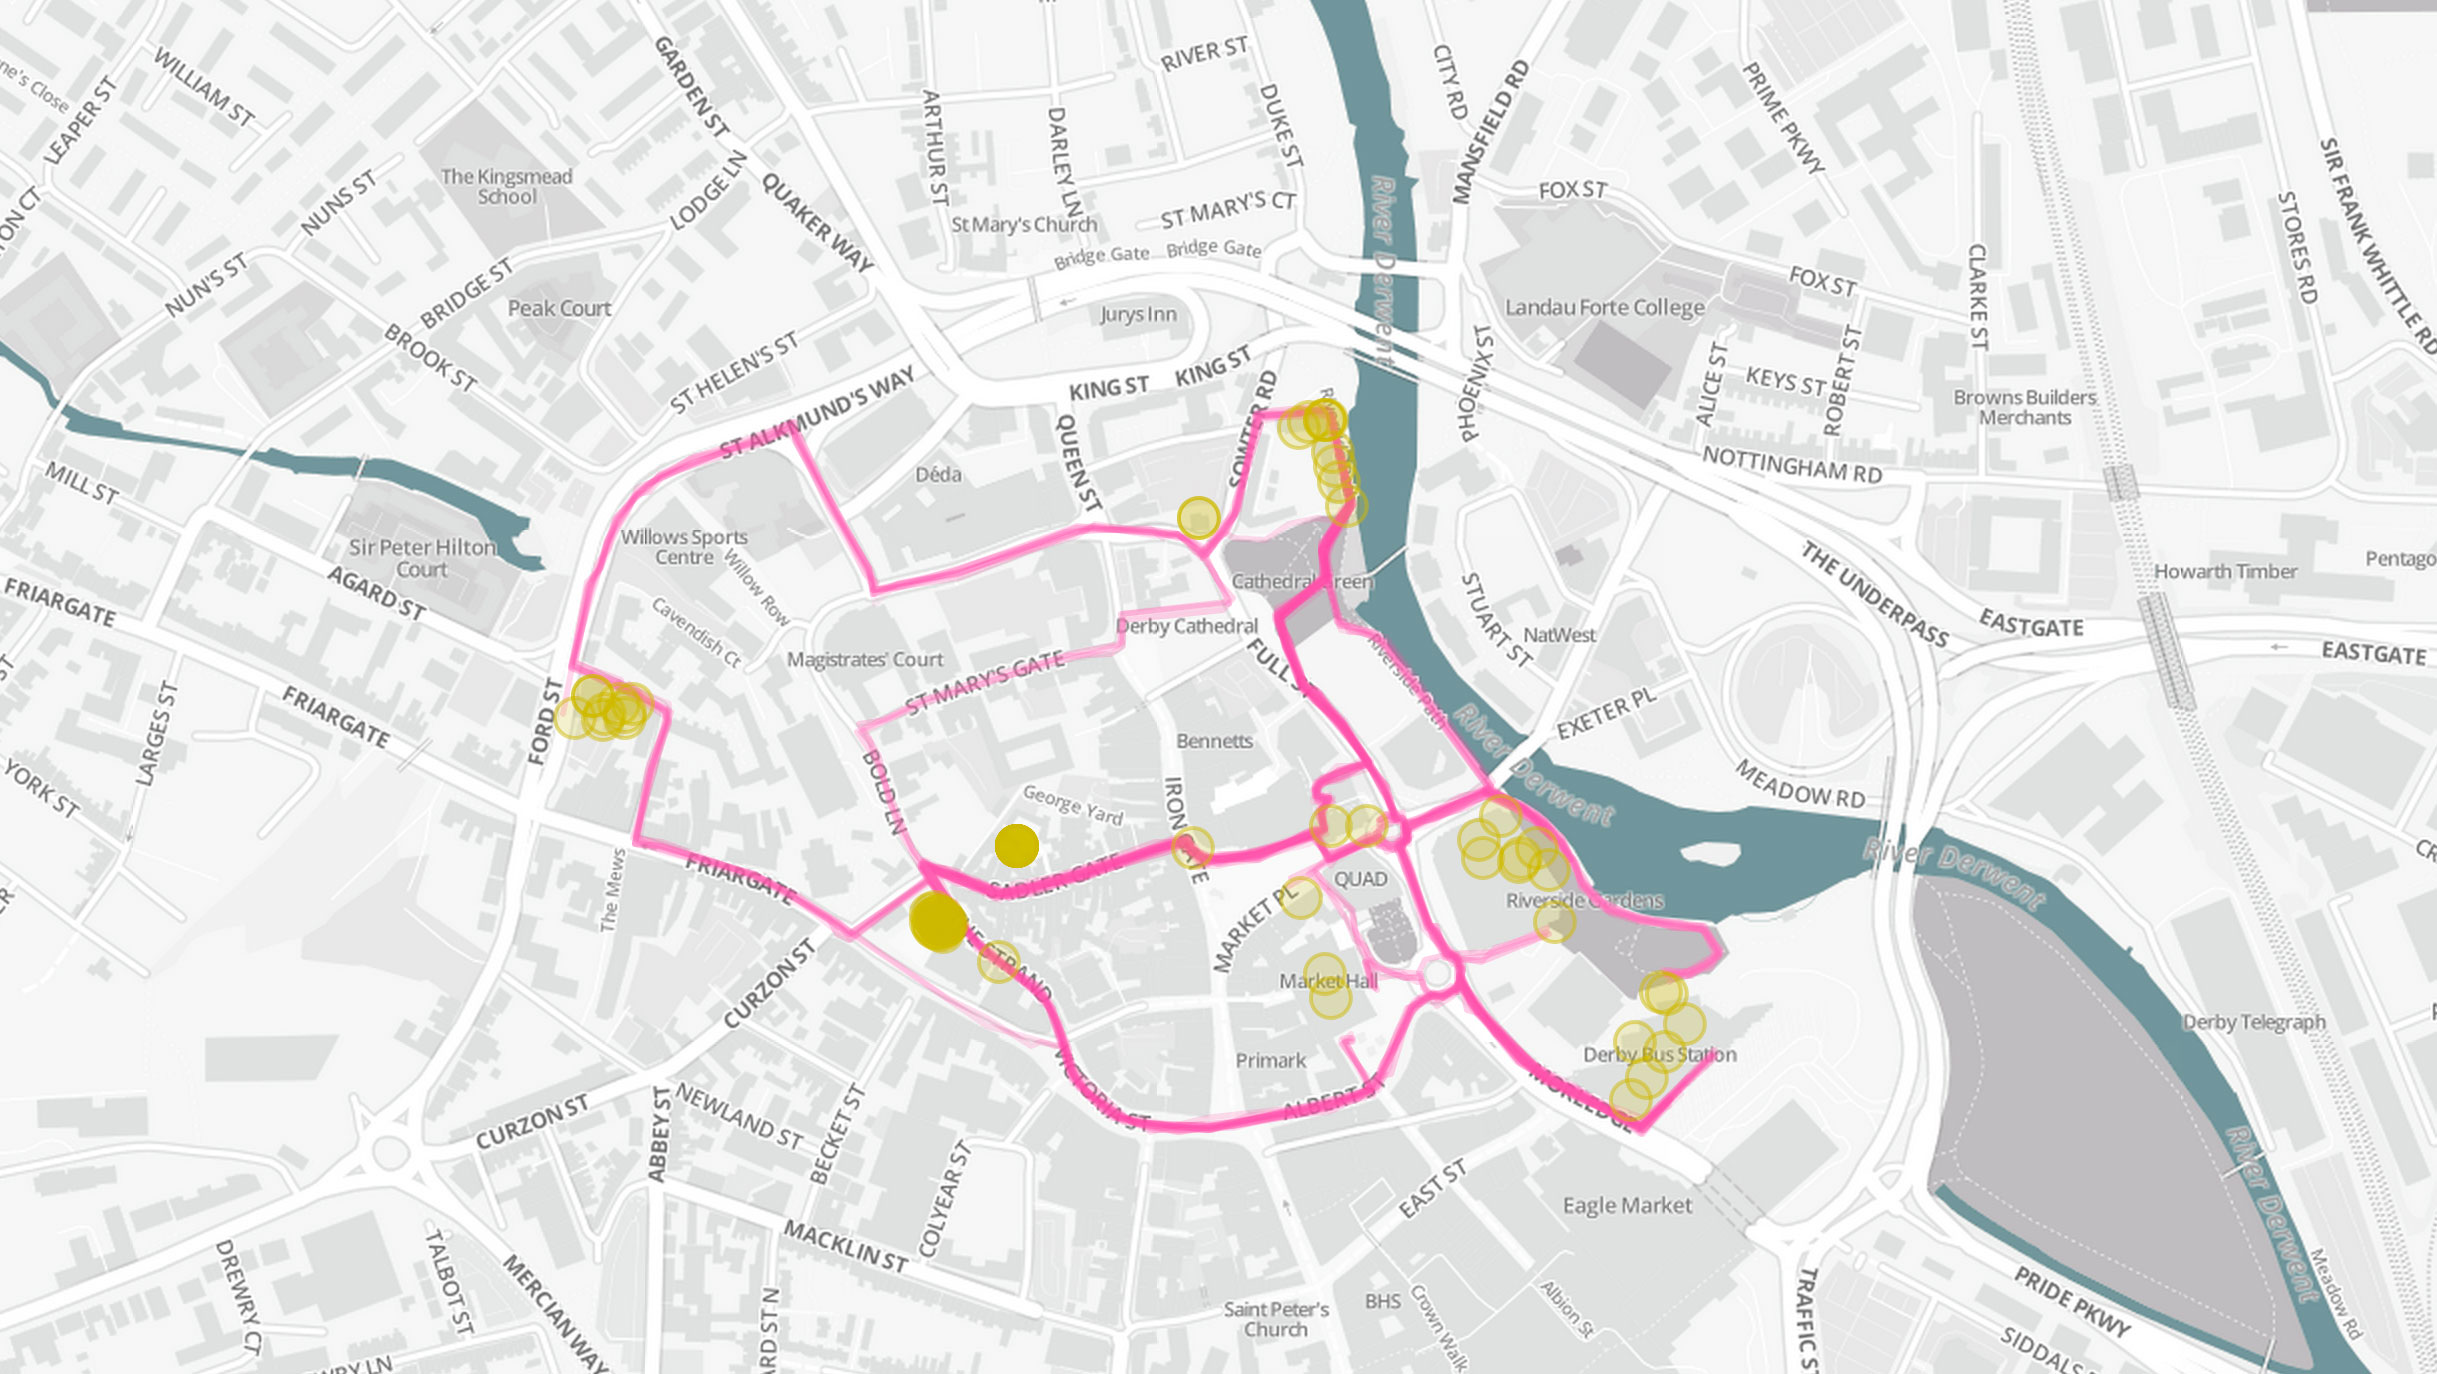 RIVER ST
GARDEN ST
WILLIAM ST
CITY RD
MANSFIELD RD
PRIME PKWY
ne's Close
LEAPER ST
ARTHUR ST
DARLEY LN
DUKE ST
SIR FRANK WHITTLE RD
The Kingsmead
School
LODGE LN
QUAKER WAY
NUNS ST
ST MARY'S CT
FOX ST
TON CT
St Mary's Church
Bridge Gate
Bridge Gate
River Derwent
STORES RD
NUN'S ST
BRIDGE ST
Peak Court
Jurys Inn
Landau Forte College
FOX ST
CLARKE ST
BROOK ST
ST HELEN'S ST
KING ST
KING ST
PHOENIX ST
ALICE ST
KEYS ST
ROBERT ST
Browns Builders
Merchants
ST ALKMUND'S WAY
QUEEN ST
SOWTER RD
MILL ST
Déda
NOTTINGHAM RD
Sir Peter Hilton
Court
Willows Sports
Centre
Willow Row
Cathedral Green
STUART ST
THE UNDERPASS
Howarth Timber
Pentago
FRIARGATE
AGARD ST
Cavendish Ct
Derby Cathedral
NatWest
EASTGATE
EASTGATE
Magistrates' Court
ST MARY'S GATE
FULL ST
Riverside Path
LARGES ST
FRIARGATE
FORD ST
Bennetts
EXETER PL
River Derwent
YORK ST
BOLD LN
George Yard
IRON GATE
MEADOW RD
River Derwent
The Mews
FRIARGATE
SADLER GATE
MARKET PL
QUAD
Riverside Gardens
CURZON ST
THE STRAND
Market Hall
Derby Telegraph
Primark
Derby Bus Station
VICTORIA ST
ALBERT ST
MORLEDGE
CURZON ST
ABBEY ST
NEWLAND ST
BECKET ST
COLYEAR ST
EAST ST
Eagle Market
River Derwent
DREWRY CT
TALBOT ST
MERCIAN WAY
MACKLIN ST
Saint Peter's
Church
BHS
Crown Walk
Albion St
TRAFFIC ST
PRIDE PKWY
SIDDALS
Meadow Rd
WRY LN
RD ST N